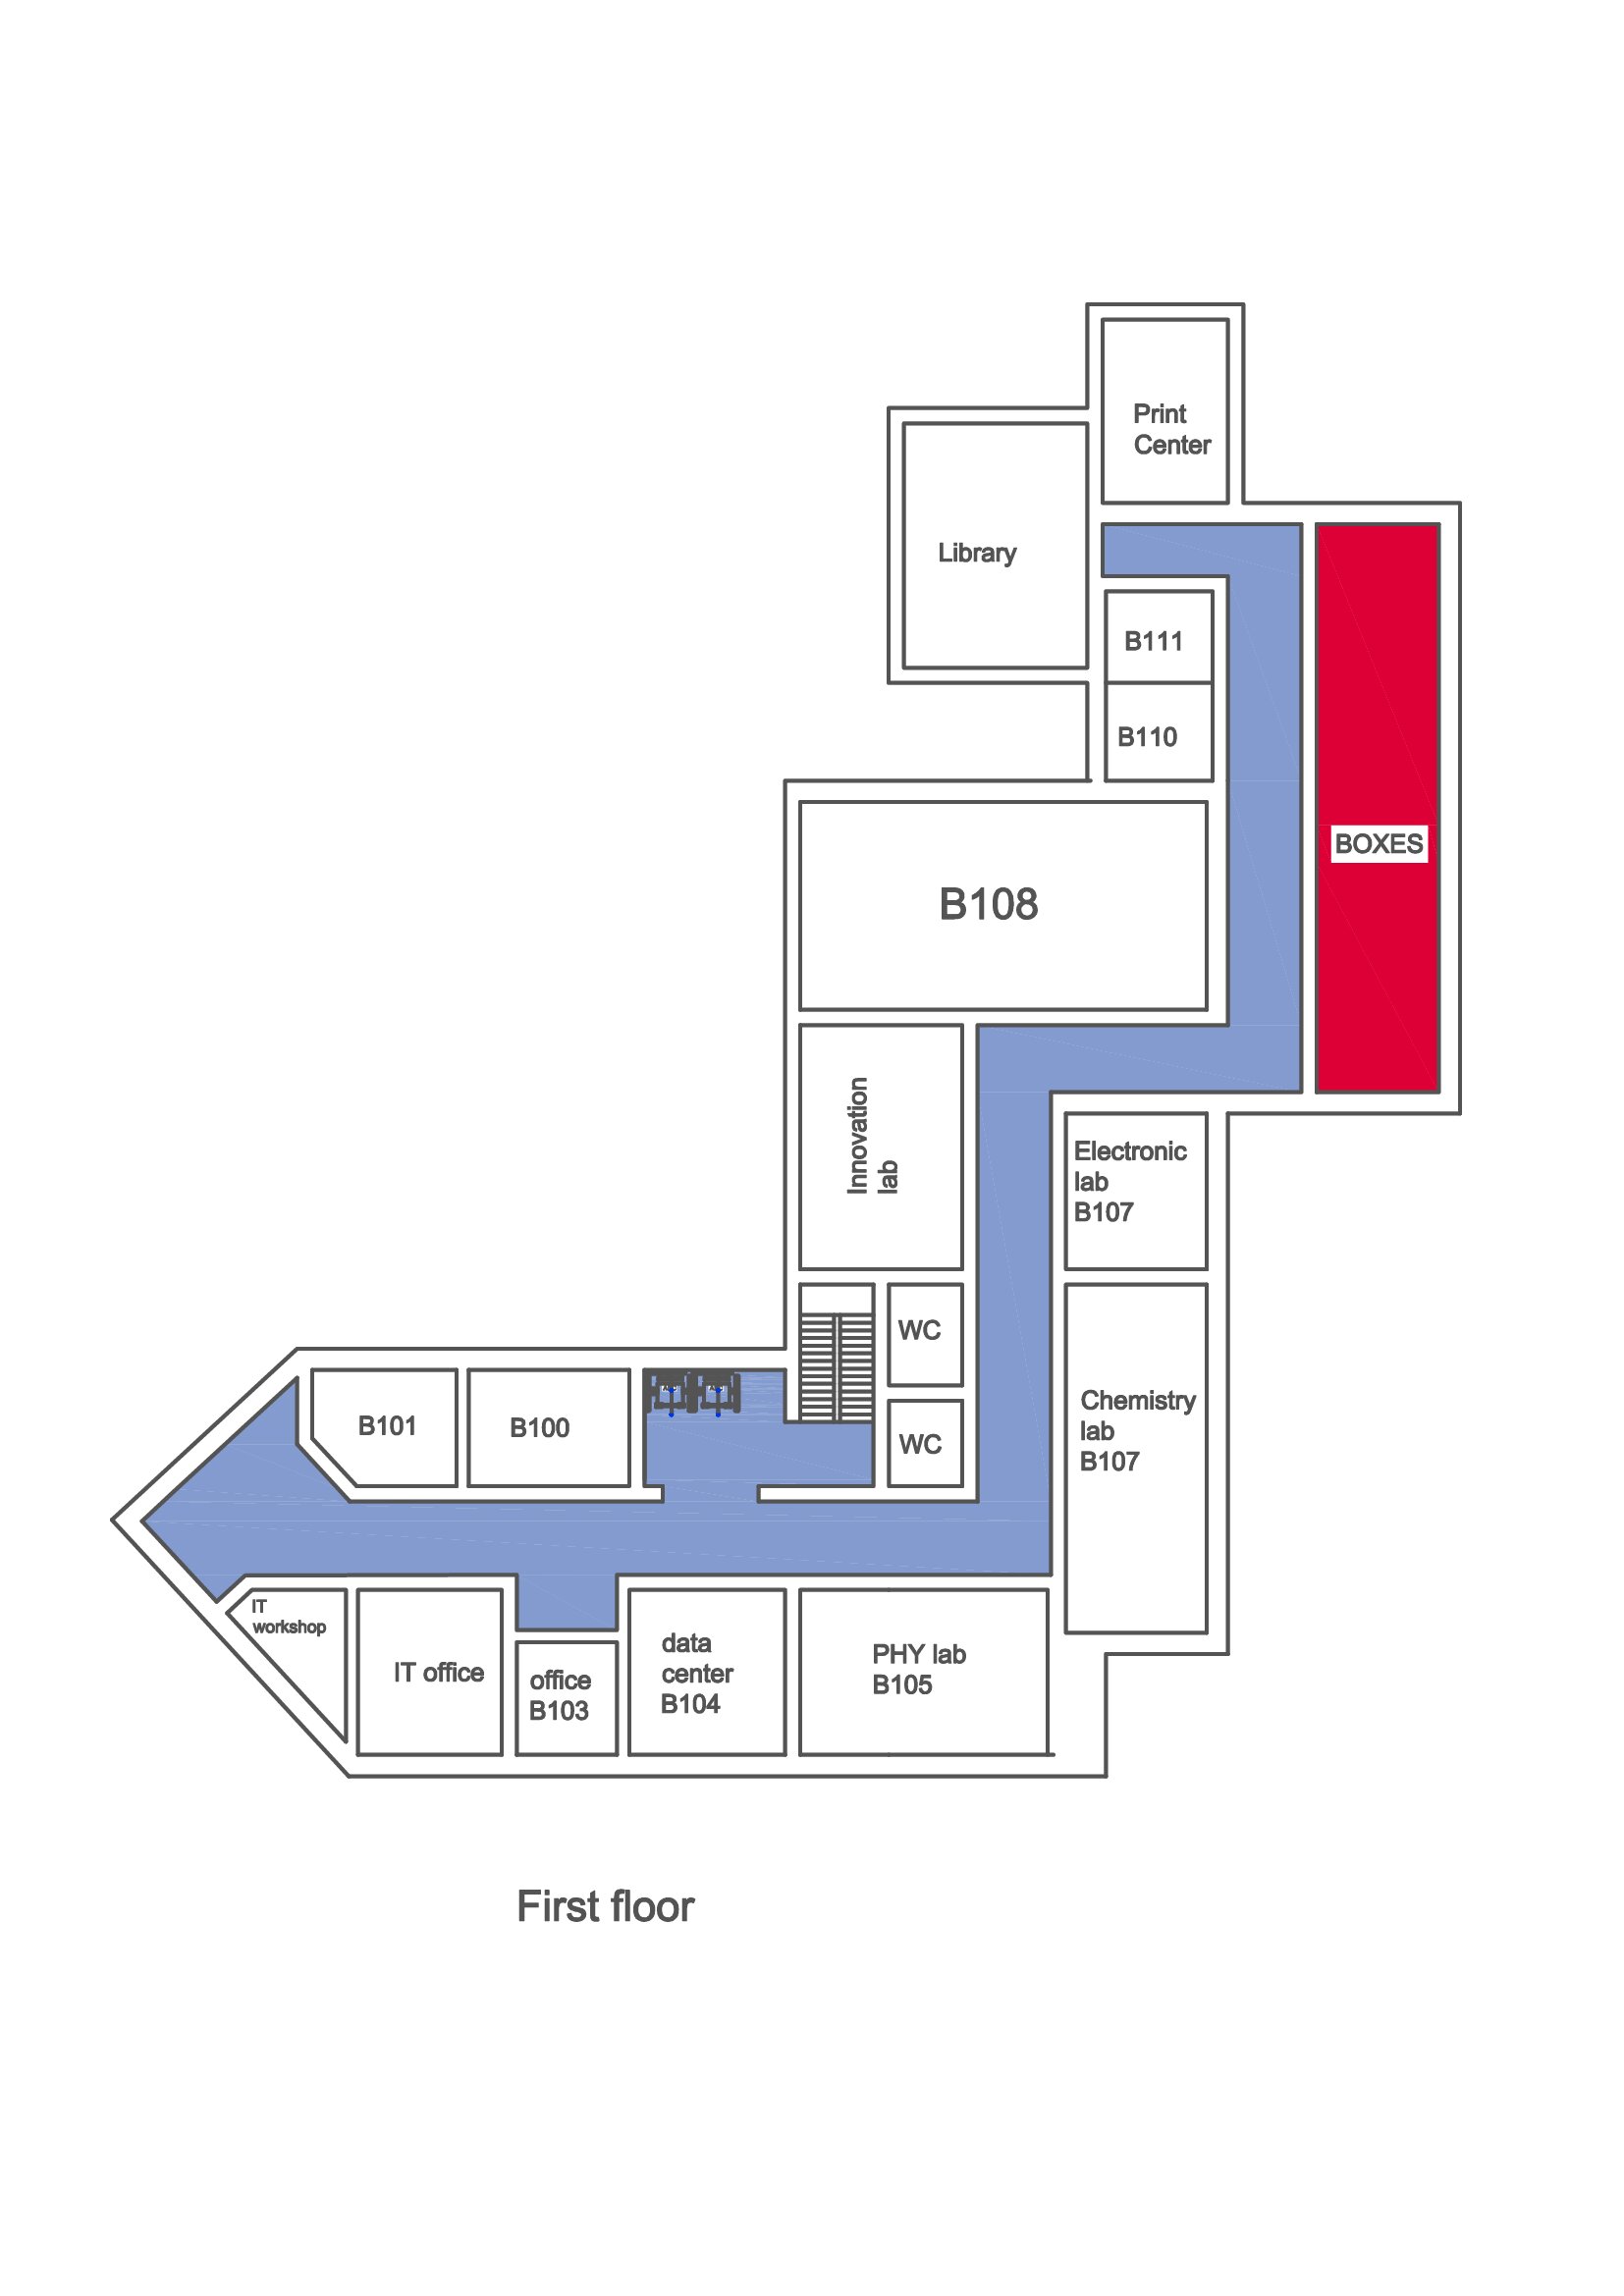 Print
Center
Library
B111
B110
BOXES
B108
Innovation
lab
Electronic
lab
B107
WC
Chemistry
lab
B107
B101
B100
WC
IT
workshop
IT office
office
B103
data
center
B104
PHY lab
B105
First floor